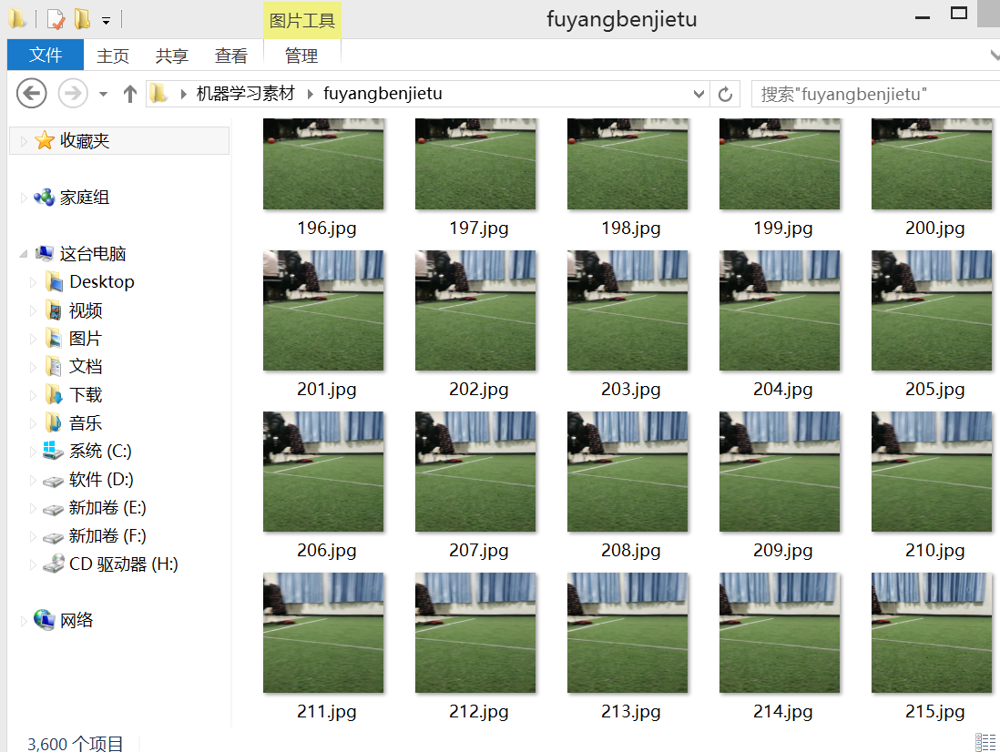 图片工具
fuyangbenjietu
文件 主页 共享 查看 管理
机器学习素材 fuyangbenjietu
搜索"fuyangbenjietu"
收藏夹
家庭组
这台电脑
Desktop
视频
图片
文档
下载
音乐
系统 (C:)
软件 (D:)
新加卷 (E:)
新加卷 (F:)
CD 驱动器 (H:)
网络
196.jpg 197.jpg 198.jpg 199.jpg 200.jpg
201.jpg 202.jpg 203.jpg 204.jpg 205.jpg
206.jpg 207.jpg 208.jpg 209.jpg 210.jpg
211.jpg 212.jpg 213.jpg 214.jpg 215.jpg
3,600 个项目